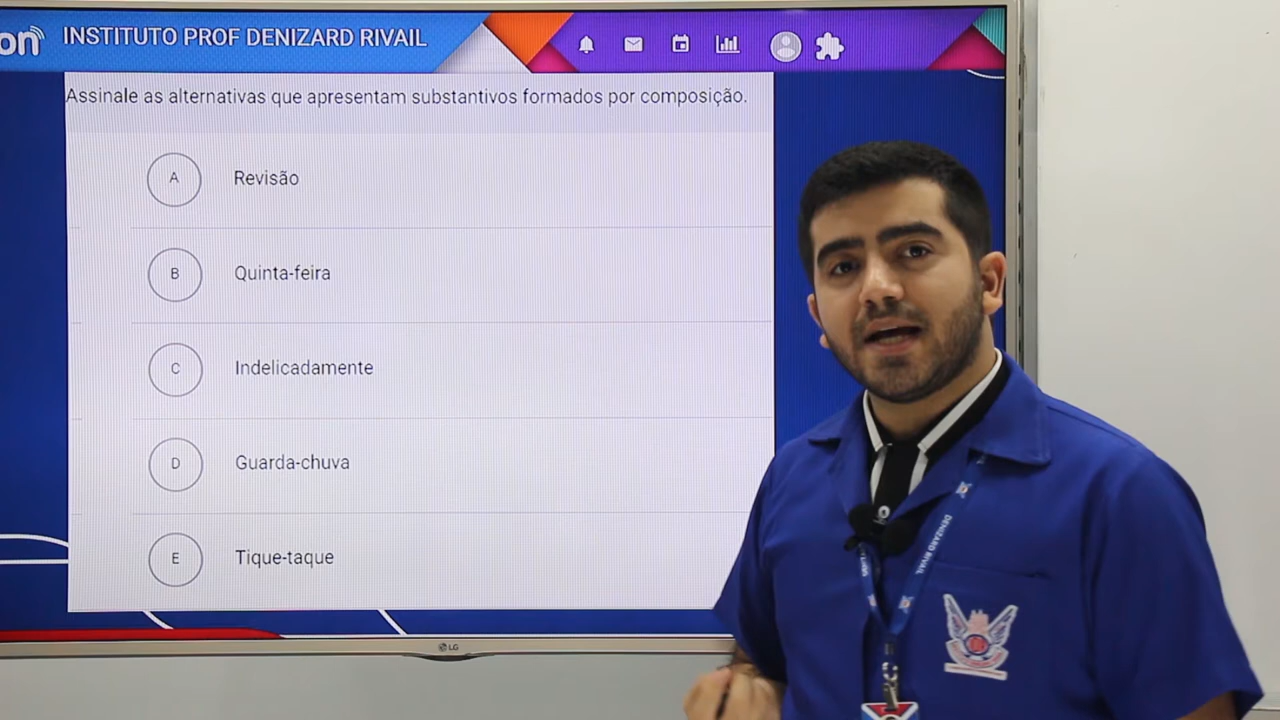 on
INSTITUTO PROF DENIZARD RIVAIL
Assinale as alternativas que apresentam substantivos formados por composição.
A Revisão
B Quinta-feira
C Indelicadamente
D Guarda-chuva
E Tique-taque
LG
DENIZARD RIVAIL